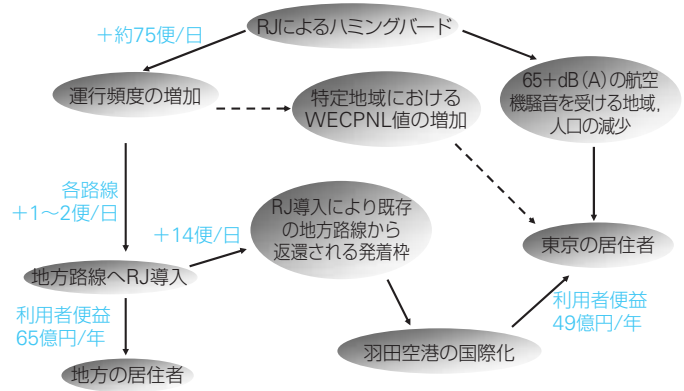 RJによるハミングバード
＋約75便/日
運行頻度の増加
特定地域における
WECPNL値の増加
65＋dB（A）の航空
機騒音を受ける地域，
人口の減少
各路線
＋1〜2便/日
＋14便/日
RJ導入により既存
の地方路線から
返還される発着枠
東京の居住者
地方路線へRJ導入
利用者便益
65億円/年
利用者便益
49億円/年
羽田空港の国際化
地方の居住者